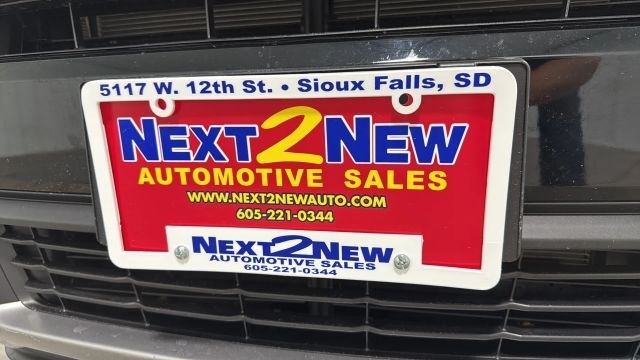 5117 W. 12th St. • Sioux Falls, SD
NEXT2NEW
AUTOMOTIVE SALES
WWW.NEXT2NEWAUTO.COM
605-221-0344
NEXT2NEW
AUTOMOTIVE SALES
605-221-0344